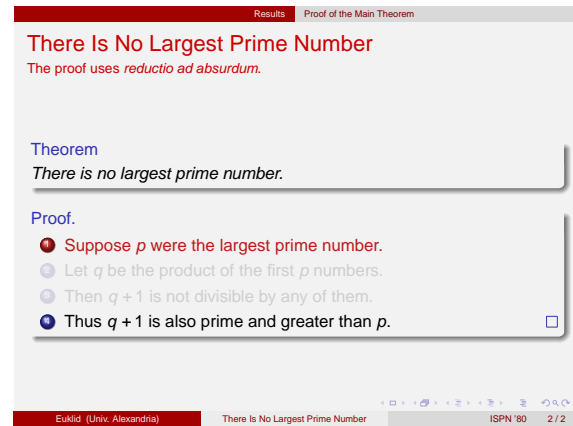 Results Proof of the Main Theorem
There Is No Largest Prime Number
The proof uses reductio ad absurdum.
Theorem
There is no largest prime number.
Proof.
1 Suppose p were the largest prime number.
2 Let q be the product of the first p numbers.
3 Then q + 1 is not divisible by any of them.
4 Thus q + 1 is also prime and greater than p.
Euklid (Univ. Alexandria) There Is No Largest Prime Number ISPN '80 2 / 2